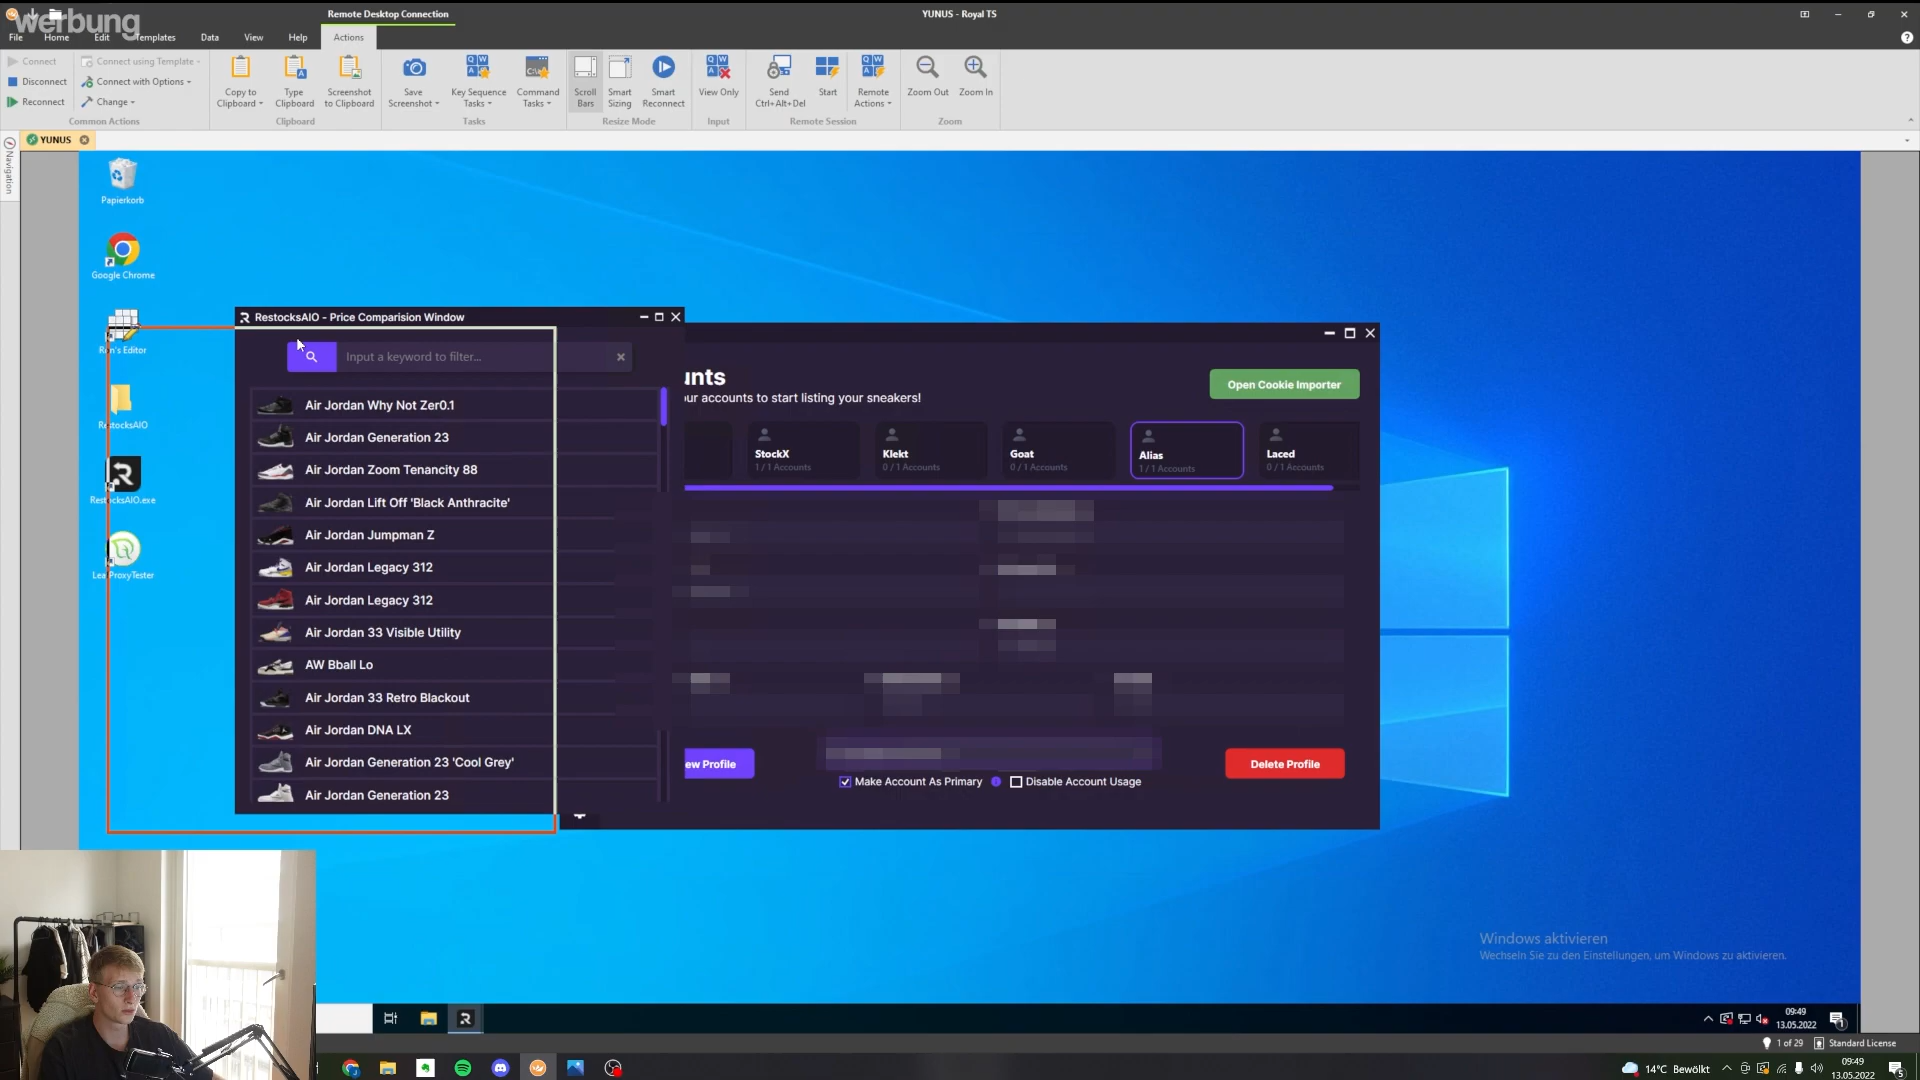 werbung
Remote Desktop Connection
YUNUS - Royal TS
File Home Edit Templates Data View Help Actions
Connect
Disconnect
Reconnect
Connect using Template
Connect with Options
Change
Common Actions
Copy to Clipboard
Type Clipboard
Screenshot to Clipboard
Clipboard
Save Screenshot
Key Sequence Tasks
Command Tasks
Tasks
Scroll Bars
Smart Sizing
Smart Reconnect
Resize Mode
View Only
Input
Send Ctrl+Alt+Del
Start
Remote Actions
Remote Session
Zoom Out
Zoom In
Zoom
YUNUS
Navigation
Papierkorb
Google Chrome
RestocksAIO
RestocksAIO.exe
RestocksAIO - Price Comparision Window
Input a keyword to filter...
Air Jordan Why Not Zer0.1
Air Jordan Generation 23
Air Jordan Zoom Tenancity 88
Air Jordan Lift Off 'Black Anthracite'
Air Jordan Jumpman Z
Air Jordan Legacy 312
Air Jordan Legacy 312
Air Jordan 33 Visible Utility
AW Bball Lo
Air Jordan 33 Retro Blackout
Air Jordan DNA LX
Air Jordan Generation 23 'Cool Grey'
Air Jordan Generation 23
unts
our accounts to start listing your sneakers!
Open Cookie Importer
StockX
1 / 1 Accounts
Klekt
0 / 1 Accounts
Goat
0 / 1 Accounts
Alias
1 / 1 Accounts
Laced
0 / 1 Accounts
ew Profile
Make Account As Primary
Disable Account Usage
Delete Profile
Windows aktivieren
Wechseln Sie zu den Einstellungen, um Windows zu aktivieren.
09:49
13.05.2022
1 of 29
Standard License
14°C Bewölkt
09:49
13.05.2022